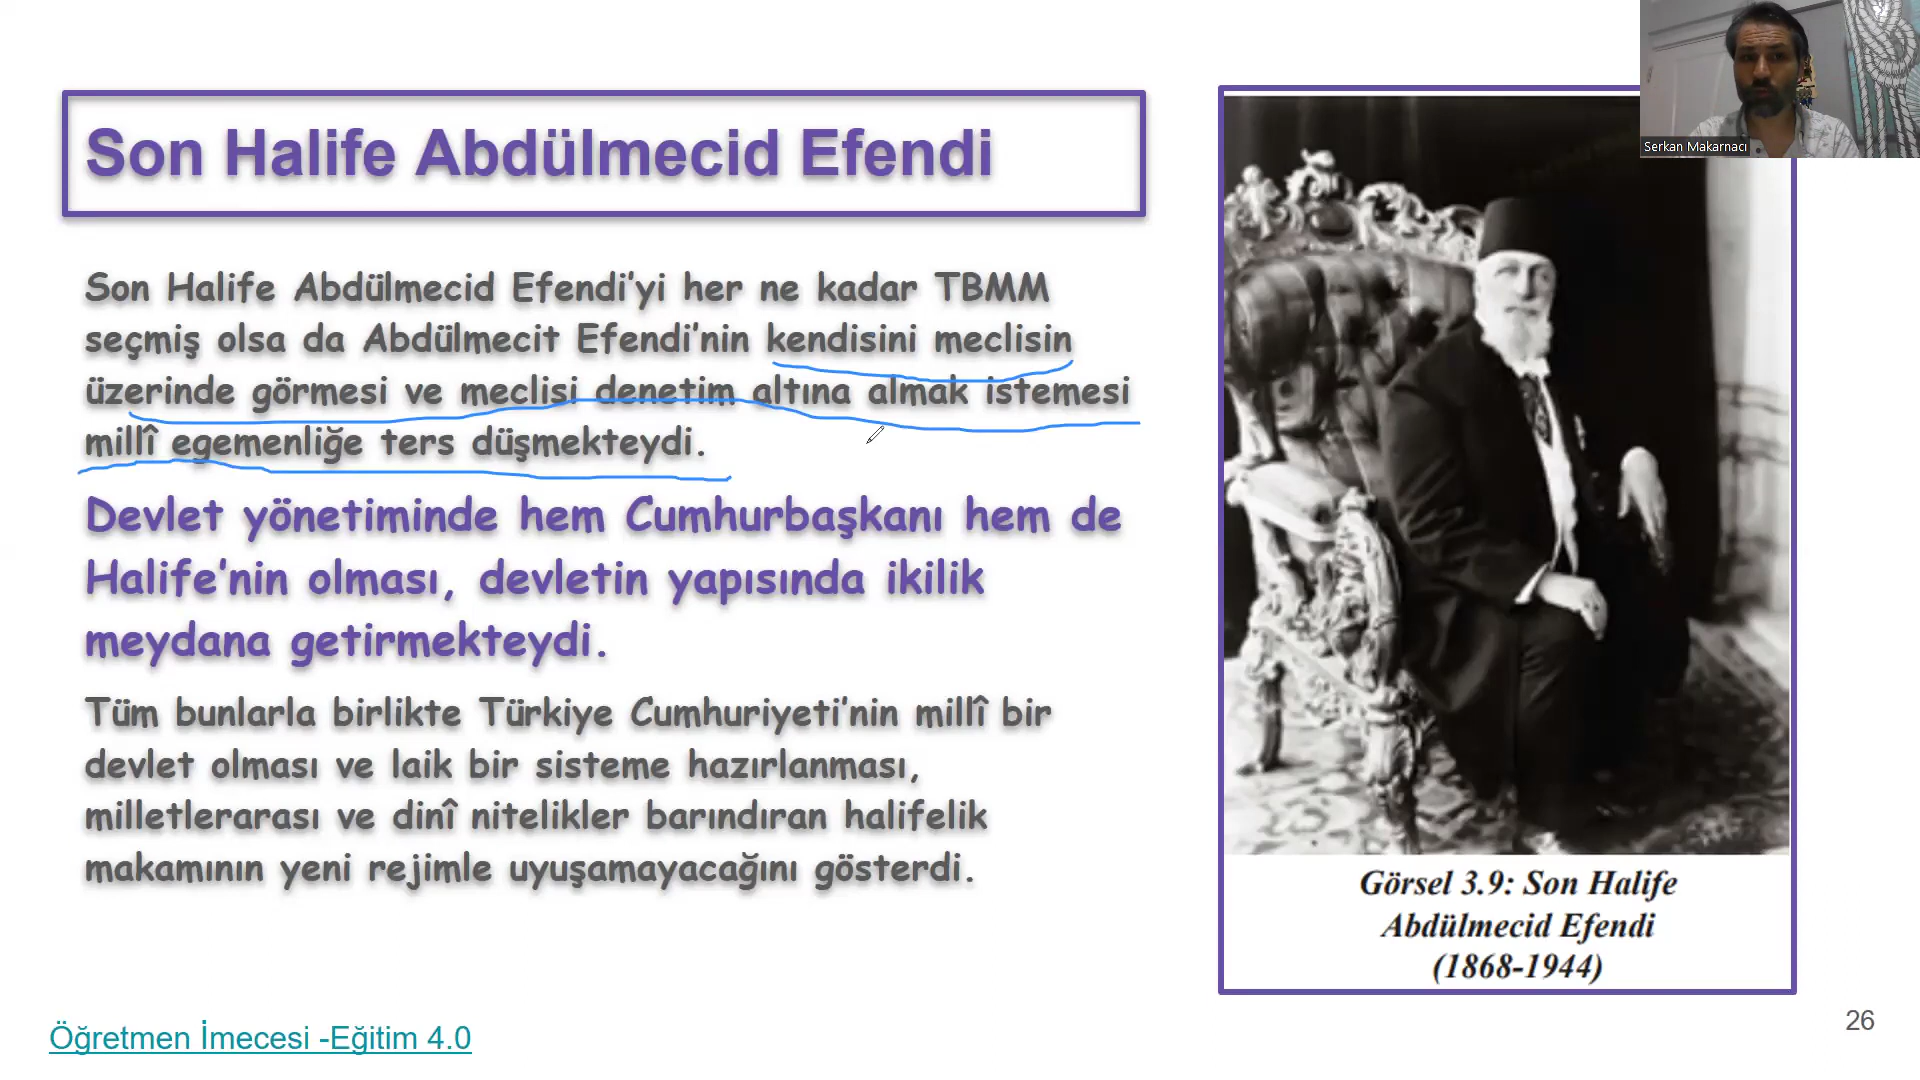 Son Halife Abdülmecid Efendi
Serkan Makarnacı
Son Halife Abdülmecid Efendi’yi her ne kadar TBMM
seçmiş olsa da Abdülmecit Efendi’nin kendisini meclisin
üzerinde görmesi ve meclisi denetim altına almak istemesi
millî egemenliğe ters düşmekteydi.
Devlet yönetiminde hem Cumhurbaşkanı hem de
Halife’nin olması, devletin yapısında ikilik
meydana getirmekteydi.
Tüm bunlarla birlikte Türkiye Cumhuriyeti’nin millî bir
devlet olması ve laik bir sisteme hazırlanması,
milletlerarası ve dinî nitelikler barındıran halifelik
makamının yeni rejimle uyuşamayacağını gösterdi.
Görsel 3.9: Son Halife
Abdülmecid Efendi
(1868-1944)
Öğretmen İmecesi -Eğitim 4.0
26